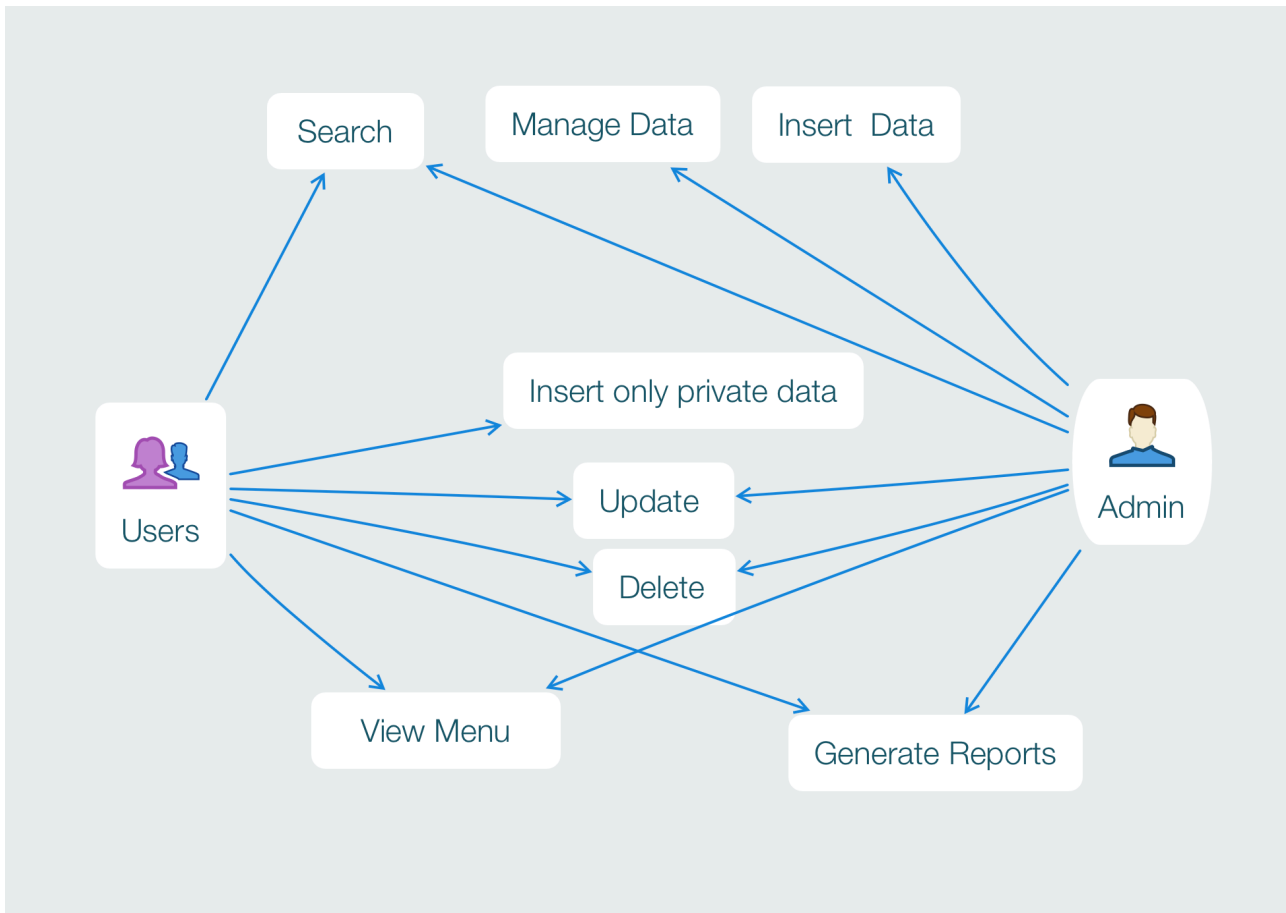 Search
Manage Data
Insert  Data
Insert only private data
Users
Update
Admin
Delete
View Menu
Generate Reports